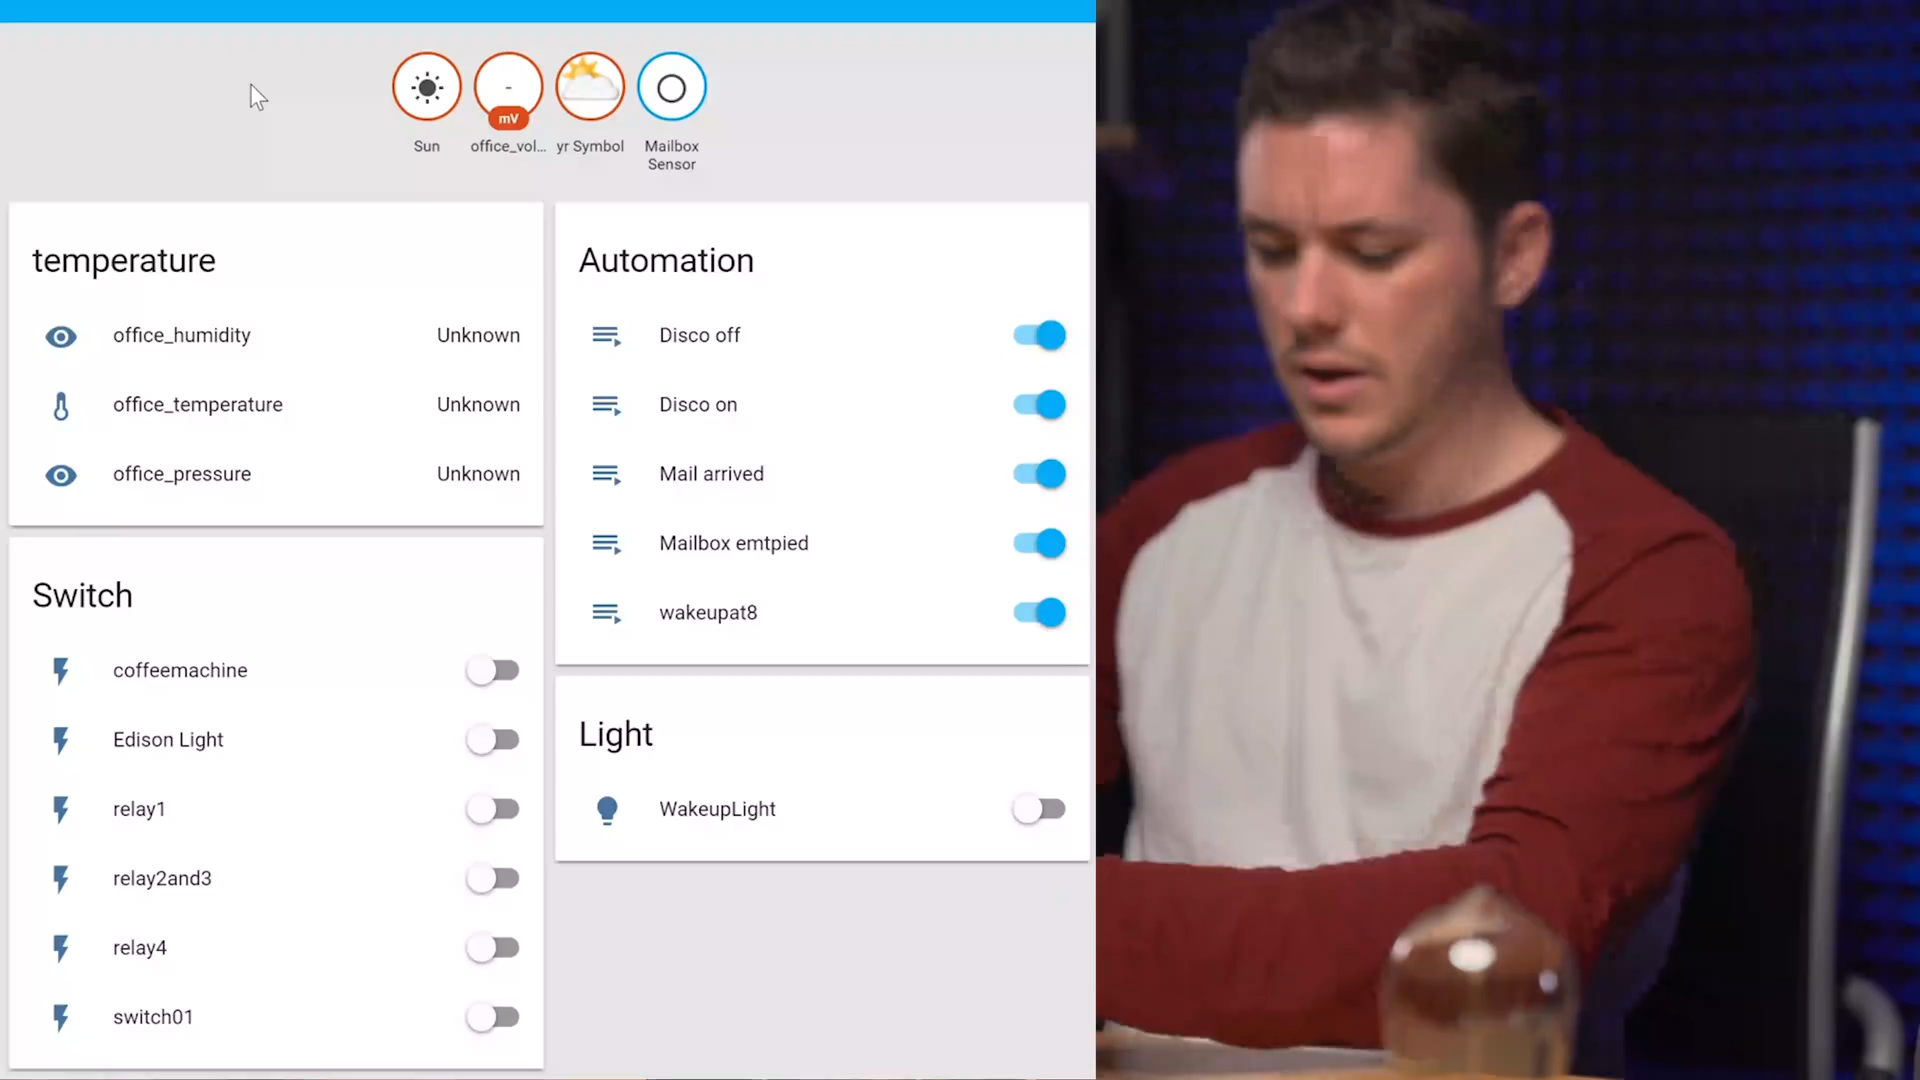 -
mV
Sun
office_vol...
yr Symbol
Mailbox
Sensor
temperature
office_humidity Unknown
office_temperature Unknown
office_pressure Unknown
Switch
coffeemachine
Edison Light
relay1
relay2and3
relay4
switch01
Automation
Disco off
Disco on
Mail arrived
Mailbox emtpied
wakeupat8
Light
WakeupLight